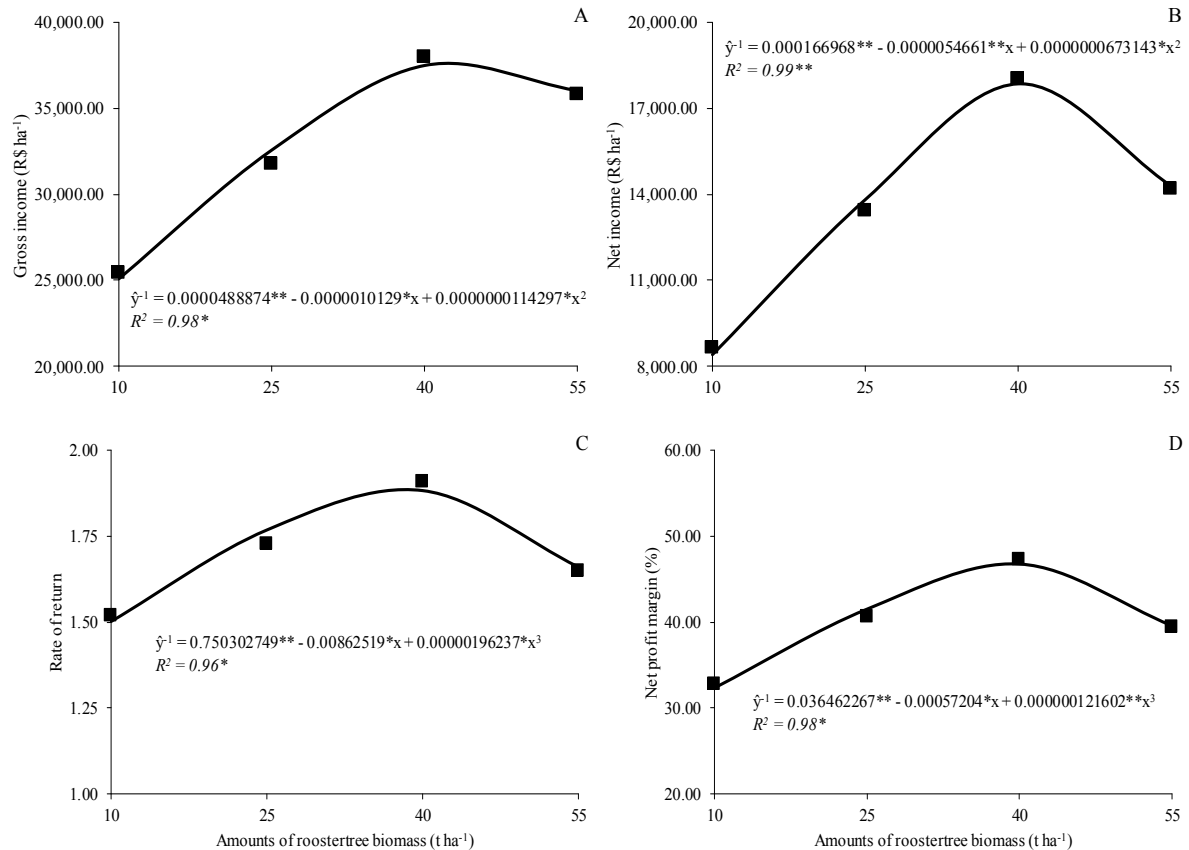 A
40,000.00
35,000.00
30,000.00
25,000.00
20,000.00
Gross income (R$ ha⁻¹)
ŷ⁻¹ = 0.0000488874** - 0.0000010129*x + 0.0000000114297*x²
R² = 0.98*
10 25 40 55
B
20,000.00
17,000.00
14,000.00
11,000.00
8,000.00
Net income (R$ ha⁻¹)
ŷ⁻¹ = 0.000166968** - 0.0000054661**x + 0.0000000673143*x²
R² = 0.99**
10 25 40 55
C
2.00
1.75
1.50
1.25
1.00
Rate of return
ŷ⁻¹ = 0.750302749** - 0.00862519*x + 0.00000196237*x³
R² = 0.96*
10 25 40 55
Amounts of roostertree biomass (t ha⁻¹)
D
60.00
50.00
40.00
30.00
20.00
Net profit margin (%)
ŷ⁻¹ = 0.036462267** - 0.00057204*x + 0.000000121602**x³
R² = 0.98*
10 25 40 55
Amounts of roostertree biomass (t ha⁻¹)